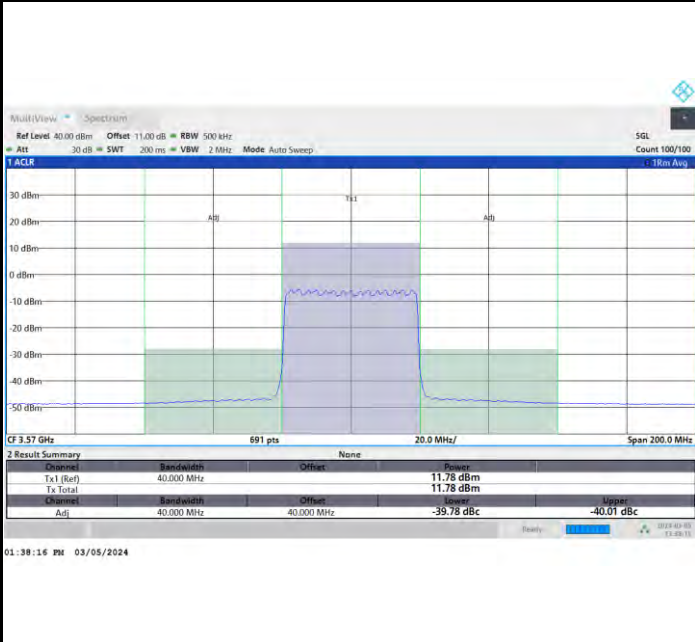 MultiView Spectrum
Ref Level 40.00 dBm Offset 11.00 dB RBW 500 kHz SGL
Att 30 dB SWT 200 ms VBW 2 MHz Mode Auto Sweep Count 100/100
1 ACLR 1Rm Avg
30 dBm
Tx1
20 dBm Adj Adj
10 dBm
0 dBm
-10 dBm
-20 dBm
-30 dBm
-40 dBm
-50 dBm
CF 3.57 GHz 691 pts 20.0 MHz/ Span 200.0 MHz
2 Result Summary None
Channel Bandwidth Offset Power
Tx1 (Ref) 40.000 MHz 11.78 dBm
Tx Total 11.78 dBm
Channel Bandwidth Offset Lower Upper
Adj 40.000 MHz 40.000 MHz -39.78 dBc -40.01 dBc
Ready
01:38:16 PM 03/05/2024